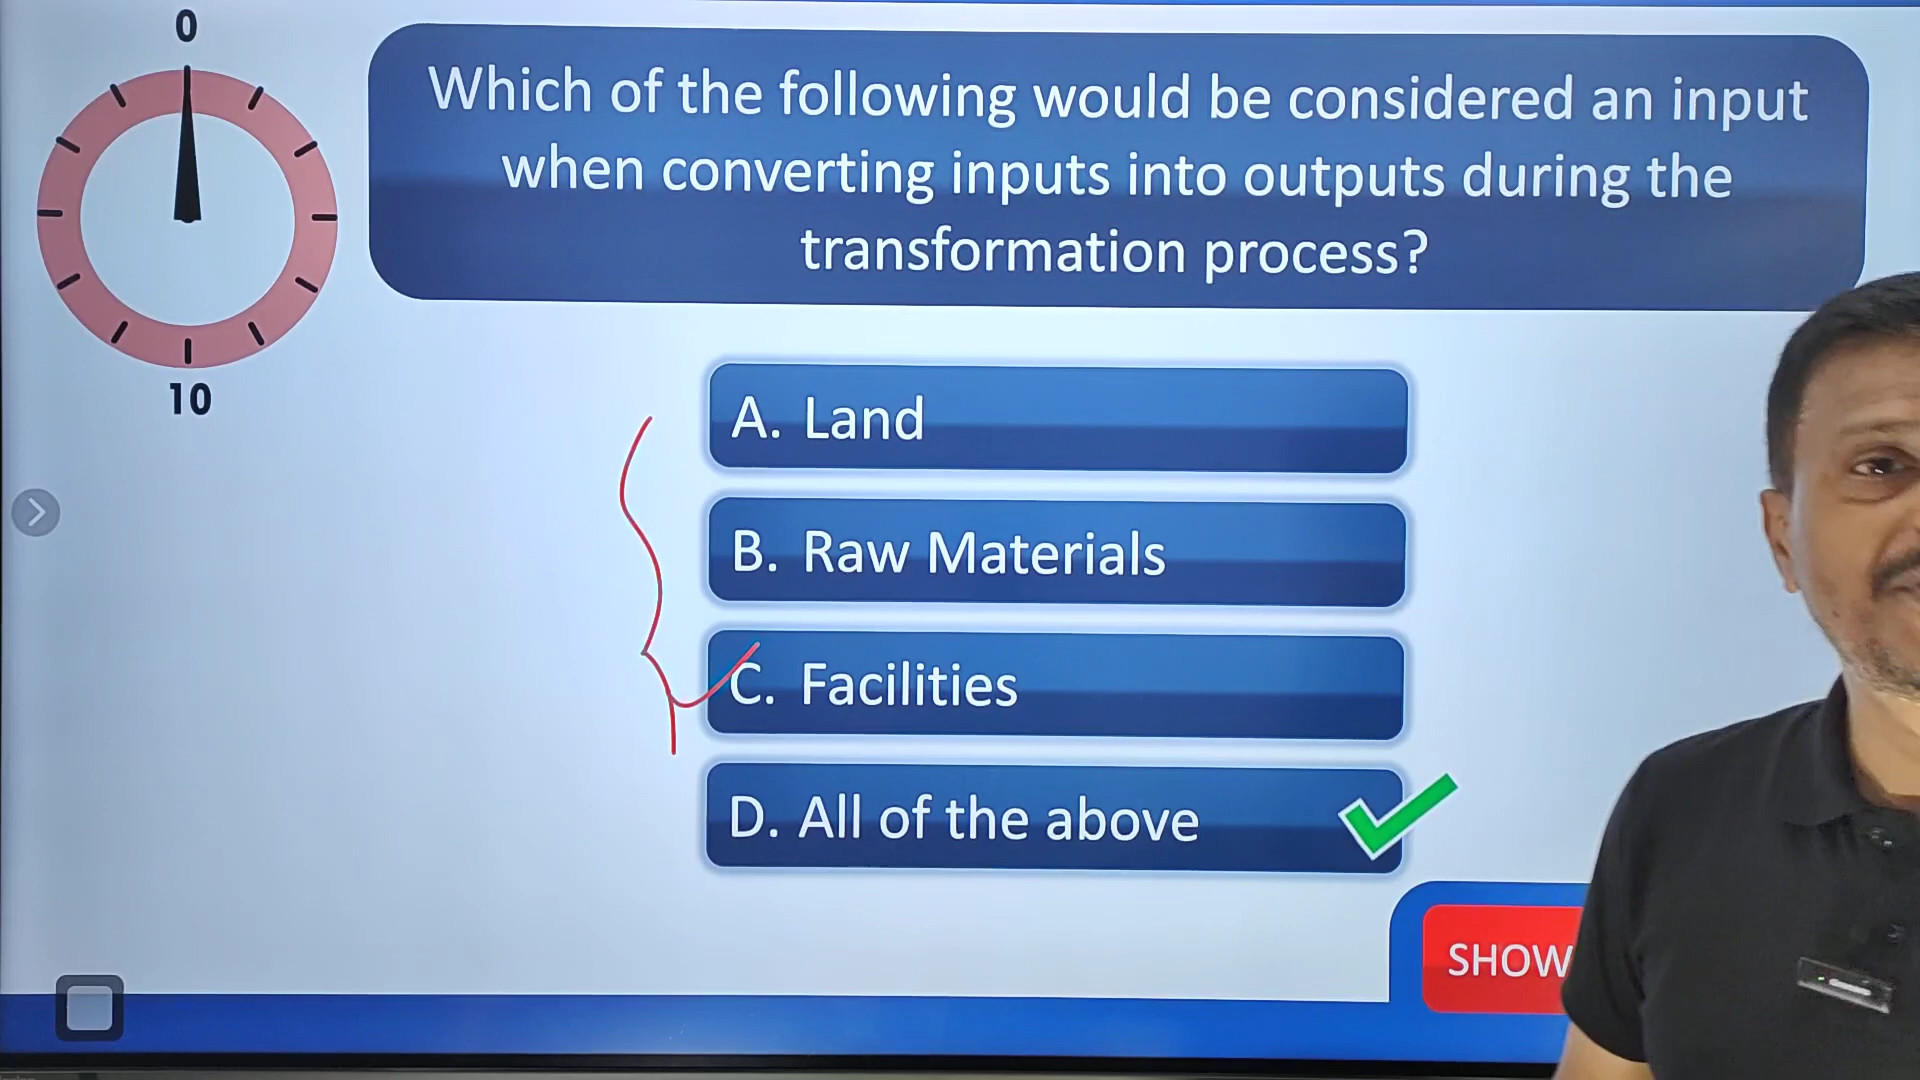 0
10
Which of the following would be considered an input
when converting inputs into outputs during the
transformation process?
A. Land
B. Raw Materials
C. Facilities
D. All of the above
SHOW